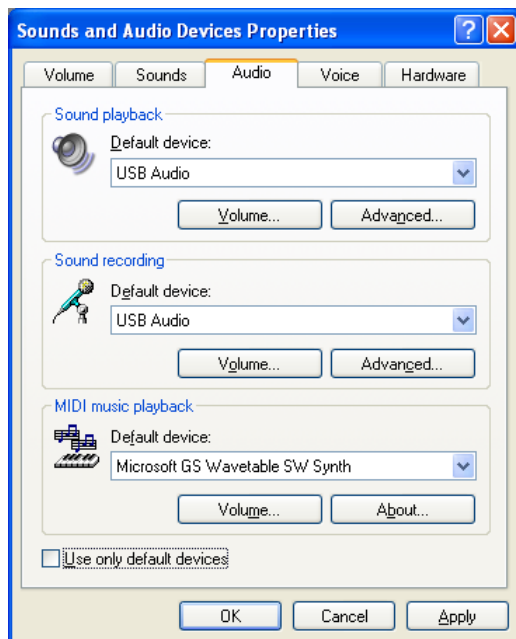 Sounds and Audio Devices Properties
Volume Sounds Audio Voice Hardware
Sound playback
Default device:
USB Audio
Volume... Advanced...
Sound recording
Default device:
USB Audio
Volume... Advanced...
MIDI music playback
Default device:
Microsoft GS Wavetable SW Synth
Volume... About...
Use only default devices
OK Cancel Apply